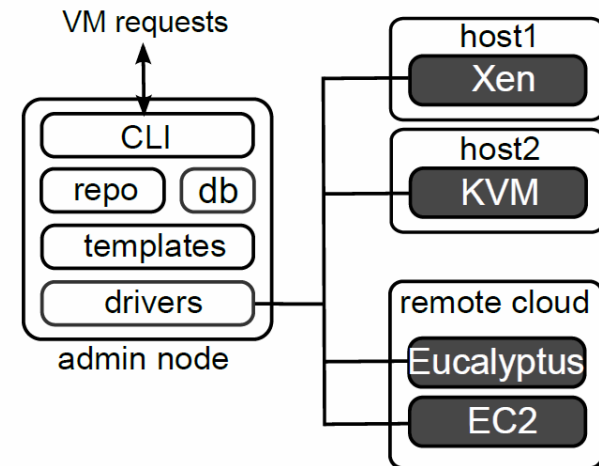 VM requests
CLI
repo
db
templates
drivers
admin node
host1
Xen
host2
KVM
remote cloud
Eucalyptus
EC2